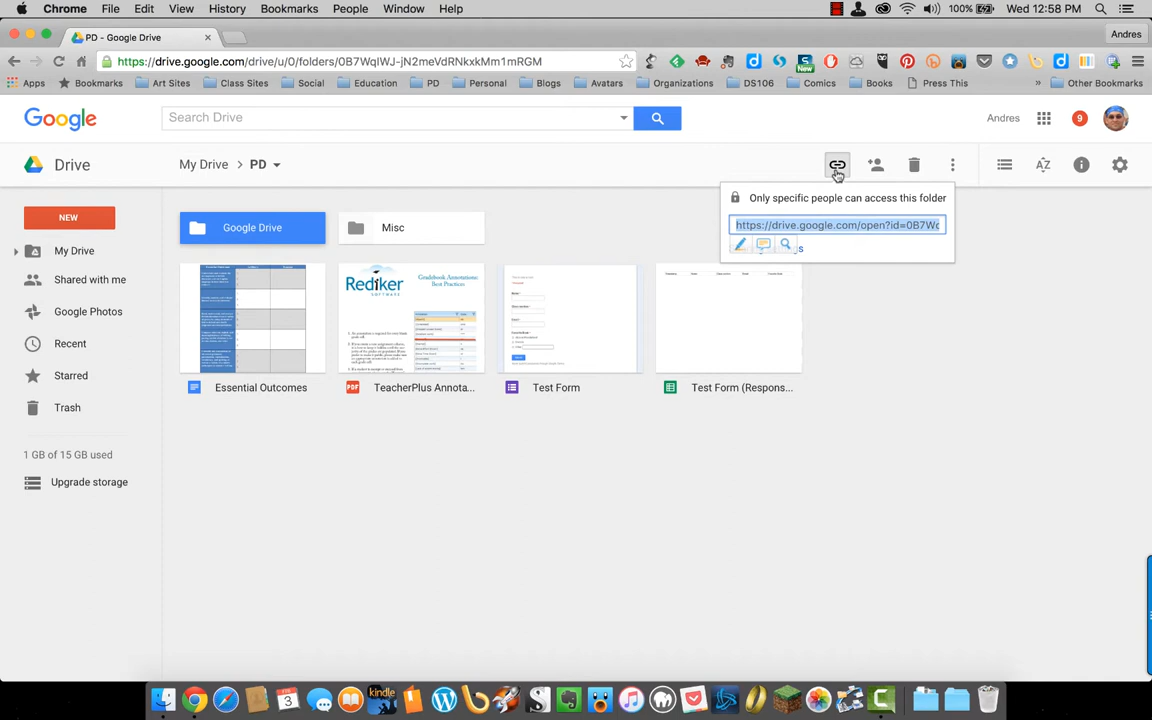 Chrome File Edit View History Bookmarks People Window Help 100% Wed 12:58 PM
PD - Google Drive Andres
https://drive.google.com/drive/u/0/folders/0B7WqIWJ-jN2meVdRNkxkMm1mRGM
Apps Bookmarks Art Sites Class Sites Social Education PD Personal Blogs Avatars Organizations DS106 Comics Books Press This » Other Bookmarks
Google Search Drive Andres 9
Drive My Drive > PD
Only specific people can access this folder
https://drive.google.com/open?id=0B7Wq
NEW
My Drive
Shared with me
Google Photos
Recent
Starred
Trash
1 GB of 15 GB used
Upgrade storage
Google Drive Misc
Rediker
SOFTWARE
Gradebook Annotations:
Best Practices
Essential Outcomes PDF TeacherPlus Annota... Test Form Test Form (Respons...
FEB
3
kindle